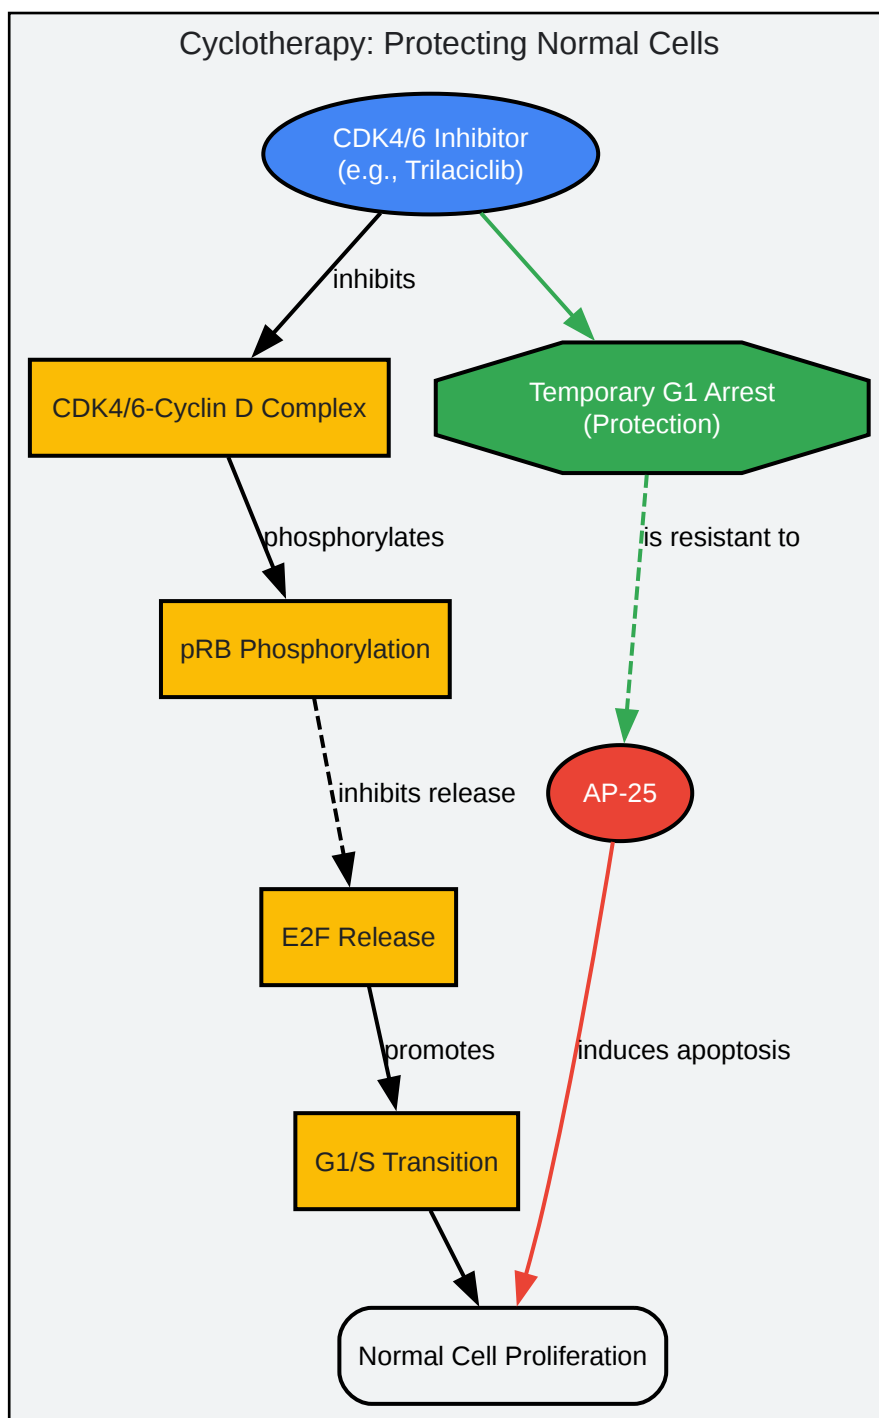 Cyclotherapy: Protecting Normal Cells
CDK4/6 Inhibitor
(e.g., Trilaciclib)
inhibits
CDK4/6-Cyclin D Complex
Temporary G1 Arrest
(Protection)
phosphorylates
is resistant to
pRB Phosphorylation
inhibits release
AP-25
E2F Release
promotes
induces apoptosis
G1/S Transition
Normal Cell Proliferation